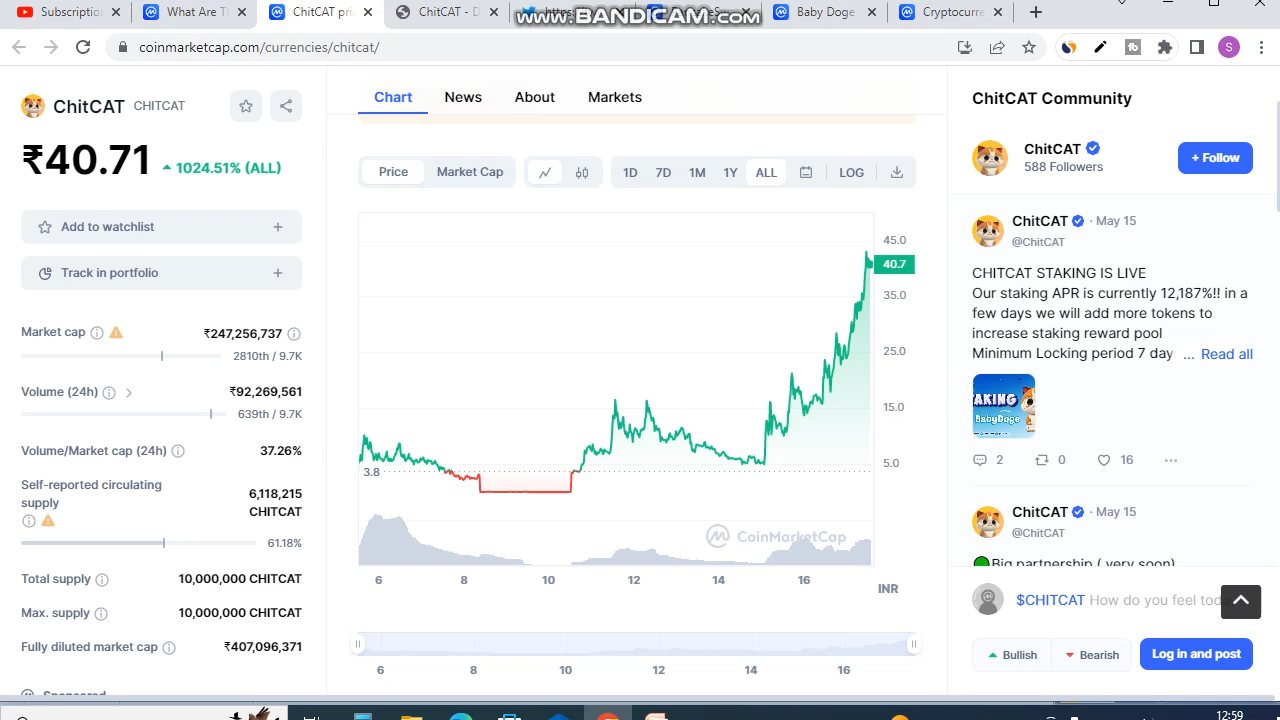 Subscriptio
What Are T
ChitCAT pri
ChitCAT - D
Baby Doge
Cryptocurre
www.BANDICAM.com
coinmarketcap.com/currencies/chitcat/
S
ChitCAT CHITCAT
₹40.71 1024.51% (ALL)
Add to watchlist
Track in portfolio
Market cap ₹247,256,737
2810th / 9.7K
Volume (24h) ₹92,269,561
639th / 9.7K
Volume/Market cap (24h) 37.26%
Self-reported circulating supply 6,118,215 CHITCAT
61.18%
Total supply 10,000,000 CHITCAT
Max. supply 10,000,000 CHITCAT
Fully diluted market cap ₹407,096,371
Sponsored
Chart News About Markets
Price Market Cap 1D 7D 1M 1Y ALL LOG
45.0
40.7
35.0
25.0
15.0
5.0
3.8
CoinMarketCap
6 8 10 12 14 16
INR
6 8 10 12 14 16
ChitCAT Community
ChitCAT
588 Followers
+ Follow
ChitCAT · May 15
@ChitCAT
CHITCAT STAKING IS LIVE
Our staking APR is currently 12,187%!! in a
few days we will add more tokens to
increase staking reward pool
Minimum Locking period 7 day ... Read all
AKING
BabyDoge
2 0 16
ChitCAT · May 15
@ChitCAT
Big partnership ( very soon)
$CHITCAT How do you feel tod
Bullish Bearish Log in and post
12:59